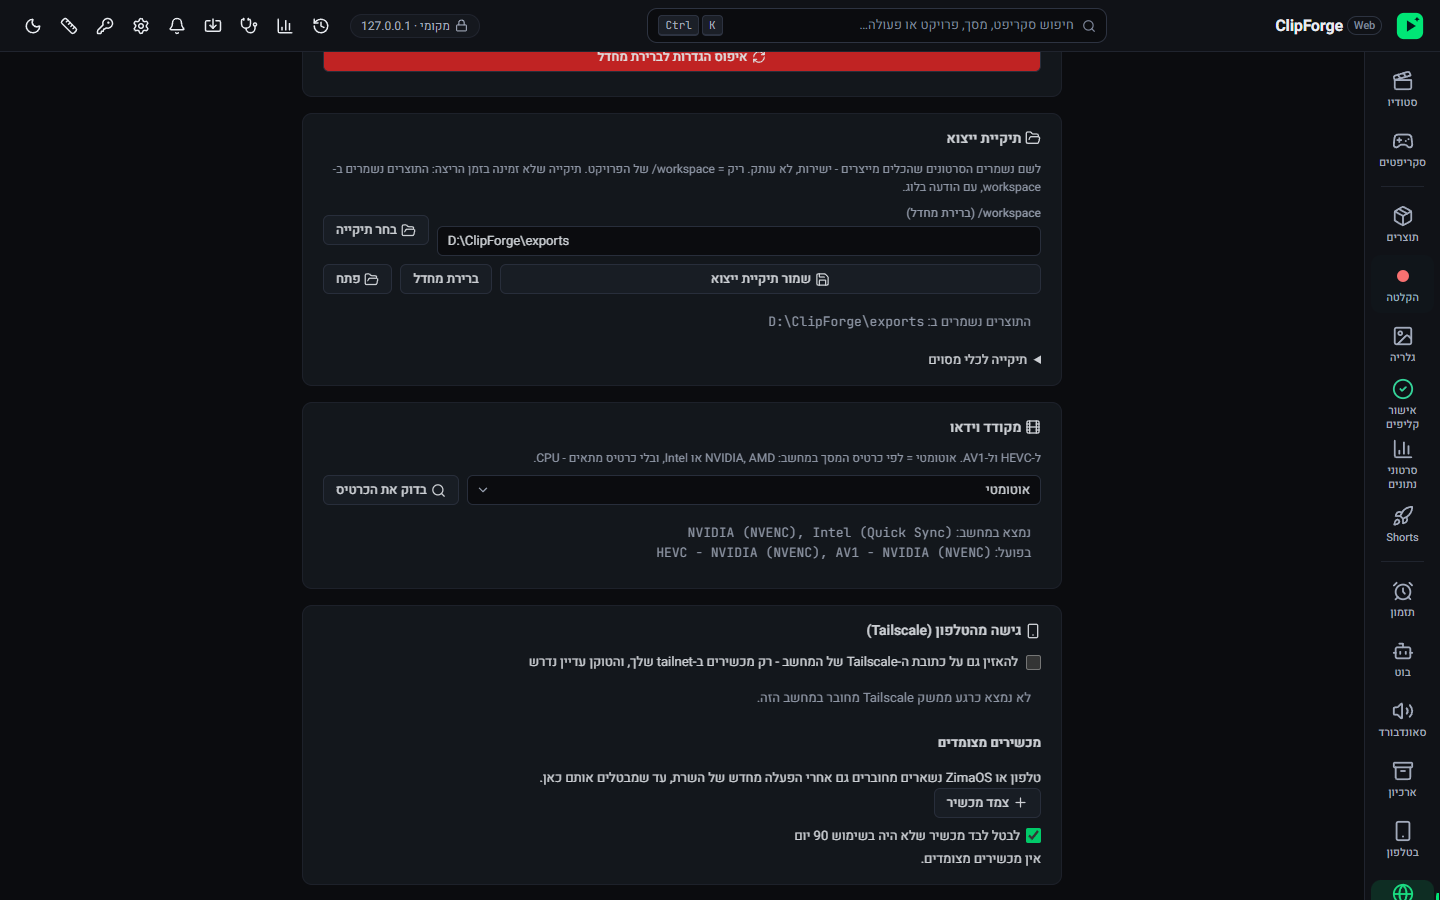 ClipForge Web
חיפוש סקריפט, מסך, פרויקט או פעולה...
Ctrl K
מקומי · 127.0.0.1
סטודיו
סקריפטים
תוצרים
הקלטה
גלריה
אישור
קליפים
סרטוני
נתונים
Shorts
תזמון
בוט
סאונדבורד
ארכיון
בטלפון
איפוס הגדרות לברירת מחדל
תיקיית ייצוא
לשם נשמרים הסרטונים שהכלים מייצרים - ישירות, לא עותק. ריק = workspace/ של הפרויקט. תיקייה שלא זמינה בזמן הריצה: התוצרים נשמרים ב-
workspace, עם הודעה בלוג.
workspace/ (ברירת מחדל)
D:\ClipForge\exports
בחר תיקייה
שמור תיקיית ייצוא
ברירת מחדל
פתח
התוצרים נשמרים ב: D:\ClipForge\exports
תיקייה לכלי מסוים
מקודד וידאו
ל-HEVC ול-AV1. אוטומטי = לפי כרטיס המסך במחשב: NVIDIA, AMD או Intel, ובלי כרטיס מתאים - CPU.
אוטומטי
בדוק את הכרטיס
נמצא במחשב: NVIDIA (NVENC), Intel (Quick Sync)
בפועל: HEVC - NVIDIA (NVENC), AV1 - NVIDIA (NVENC)
גישה מהטלפון (Tailscale)
להאזין גם על כתובת ה-Tailscale של המחשב - רק מכשירים ב-tailnet שלך, והטוקן עדיין נדרש
לא נמצא כרגע ממשק Tailscale מחובר במחשב הזה.
מכשירים מצומדים
טלפון או ZimaOS נשארים מחוברים גם אחרי הפעלה מחדש של השרת, עד שמבטלים אותם כאן.
צמד מכשיר
לבטל לבד מכשיר שלא היה בשימוש 90 יום
אין מכשירים מצומדים.